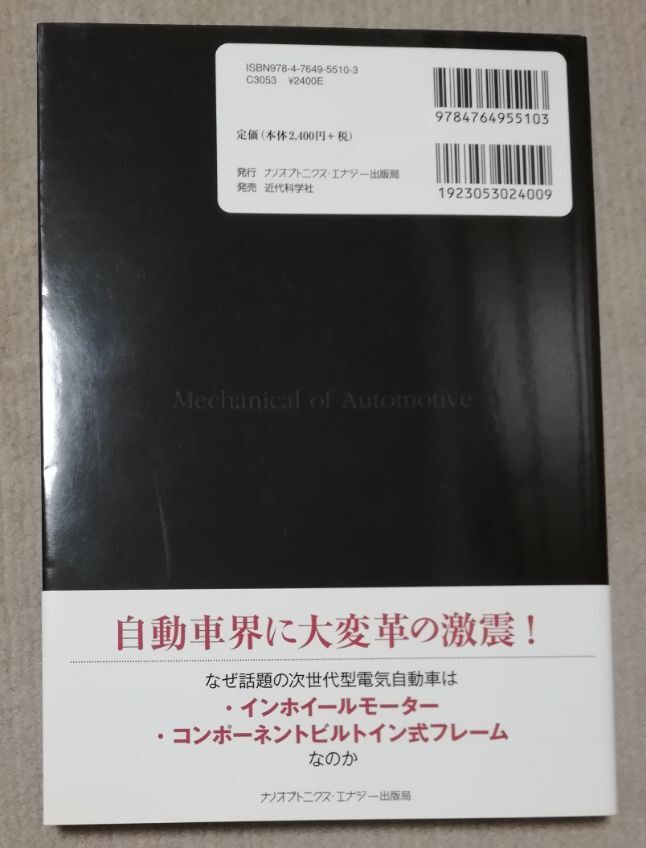 ISBN978-4-7649-5510-3
C3053 ¥2400E
定価(本体2,400円+税)
発行 ナノオプトニクス・エナジー出版局
発売 近代科学社
9784764955103
1923053024009
Mechanical of Automotive
自動車界に大変革の激震!
なぜ話題の次世代型電気自動車は
・インホイールモーター
・コンポーネントビルトイン式フレーム
なのか
ナノオプトニクス・エナジー出版局